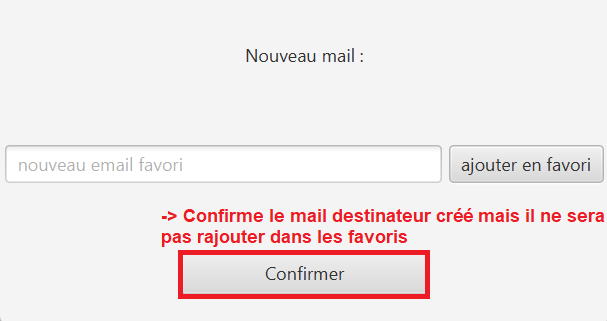 Nouveau mail :
nouveau email favori
ajouter en favori
-> Confirme le mail destinateur créé mais il ne sera
pas rajouter dans les favoris
Confirmer